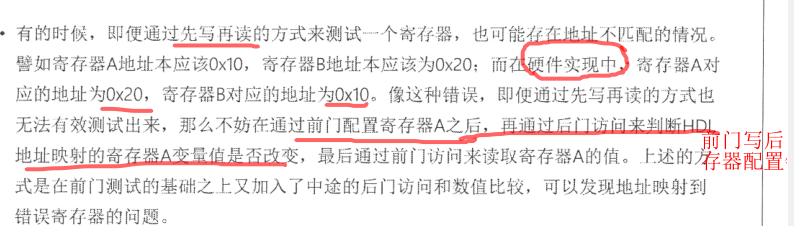 • 有的时候，即便通过先写再读的方式来测试一个寄存器，也可能存在地址不匹配的情况。
譬如寄存器A地址本应该0x10，寄存器B地址本应该为0x20；而在硬件实现中，寄存器A对
应的地址为0x20，寄存器B对应的地址为0x10。像这种错误，即便通过先写再读的方式也
无法有效测试出来，那么不妨在通过前门配置寄存器A之后，再通过后门访问来判断HDL
地址映射的寄存器A变量值是否改变，最后通过前门访问来读取寄存器A的值。上述的方
式是在前门测试的基础之上又加入了中途的后门访问和数值比较，可以发现地址映射到
错误寄存器的问题。
前门写后
存器配置